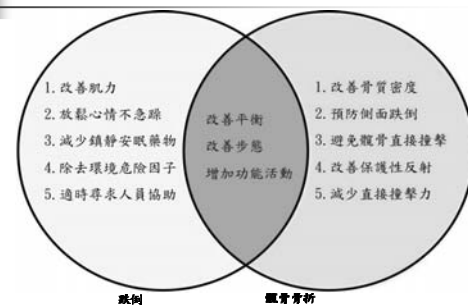 1. 改善肌力
2. 放鬆心情不急躁
3. 減少鎮靜安眠藥物
4. 除去環境危險因子
5. 適時尋求人員協助
改善平衡
改善步態
增加功能活動
1. 改善骨質密度
2. 預防側面跌倒
3. 避免髖骨直接撞擊
4. 改善保護性反射
5. 減少直接撞擊力
跌倒
髖骨骨折